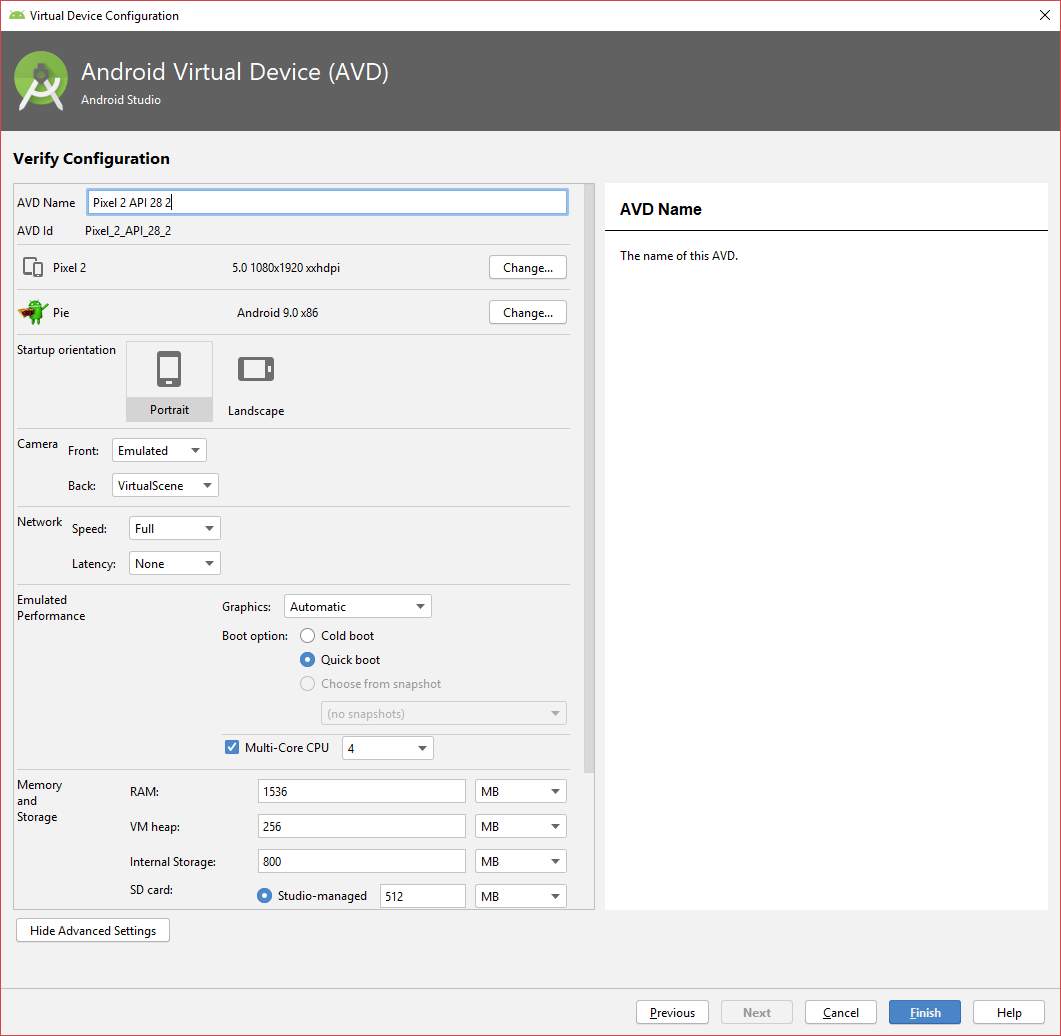 Virtual Device Configuration
Android Virtual Device (AVD)
Android Studio
Verify Configuration
AVD Name Pixel 2 API 28 2
AVD Id Pixel_2_API_28_2
Pixel 2 5.0 1080x1920 xxhdpi Change...
Pie Android 9.0 x86 Change...
Startup orientation
Portrait Landscape
Camera Front: Emulated
Back: VirtualScene
Network Speed: Full
Latency: None
Emulated
Performance
Graphics: Automatic
Boot option: Cold boot
Quick boot
Choose from snapshot
(no snapshots)
Multi-Core CPU 4
Memory
and
Storage
RAM: 1536 MB
VM heap: 256 MB
Internal Storage: 800 MB
SD card: Studio-managed 512 MB
Hide Advanced Settings
AVD Name
The name of this AVD.
Previous Next Cancel Finish Help